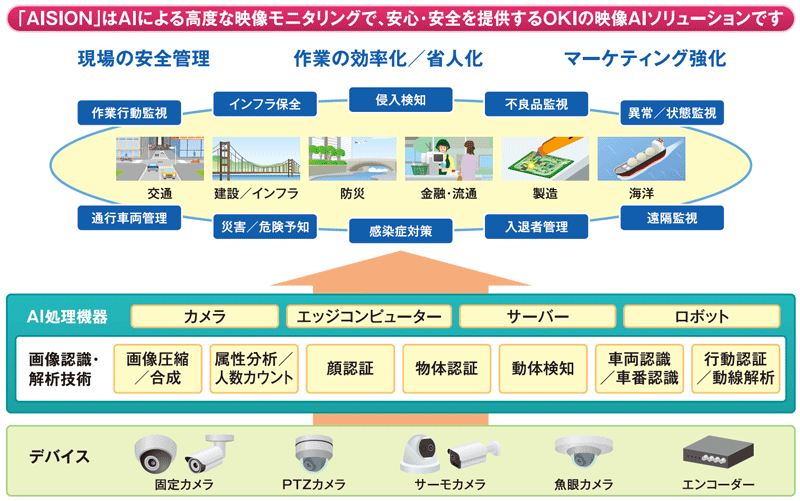 「AISION」はAIによる高度な映像モニタリングで、安心・安全を提供するOKIの映像AIソリューションです
現場の安全管理
作業の効率化／省人化
マーケティング強化
作業行動監視
インフラ保全
侵入検知
不良品監視
異常／状態監視
交通
建設／インフラ
防災
金融・流通
製造
海洋
通行車両管理
災害／危険予知
感染症対策
入退者管理
遠隔監視
AI処理機器
カメラ
エッジコンピューター
サーバー
ロボット
画像認識・
解析技術
画像圧縮
／合成
属性分析／
人数カウント
顔認証
物体認証
動体検知
車両認識
／車番認識
行動認証
／動線解析
デバイス
固定カメラ
PTZカメラ
サーモカメラ
魚眼カメラ
エンコーダー